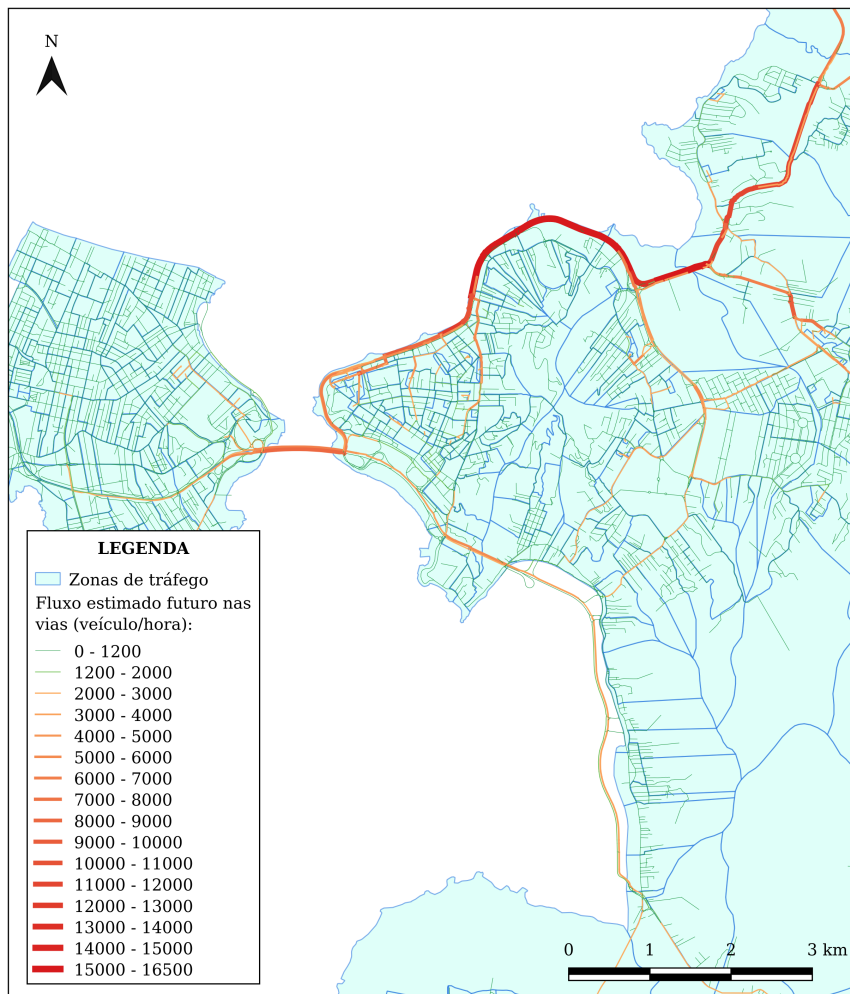 N
LEGENDA
Zonas de tráfego
Fluxo estimado futuro nas
vias (veículo/hora):
0 - 1200
1200 - 2000
2000 - 3000
3000 - 4000
4000 - 5000
5000 - 6000
6000 - 7000
7000 - 8000
8000 - 9000
9000 - 10000
10000 - 11000
11000 - 12000
12000 - 13000
13000 - 14000
14000 - 15000
15000 - 16500
0 1 2 3 km